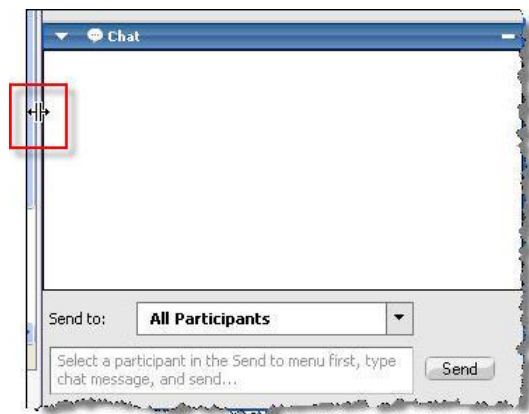 Chat
Send to:
All Participants
Select a participant in the Send to menu first, type
chat message, and send...
Send